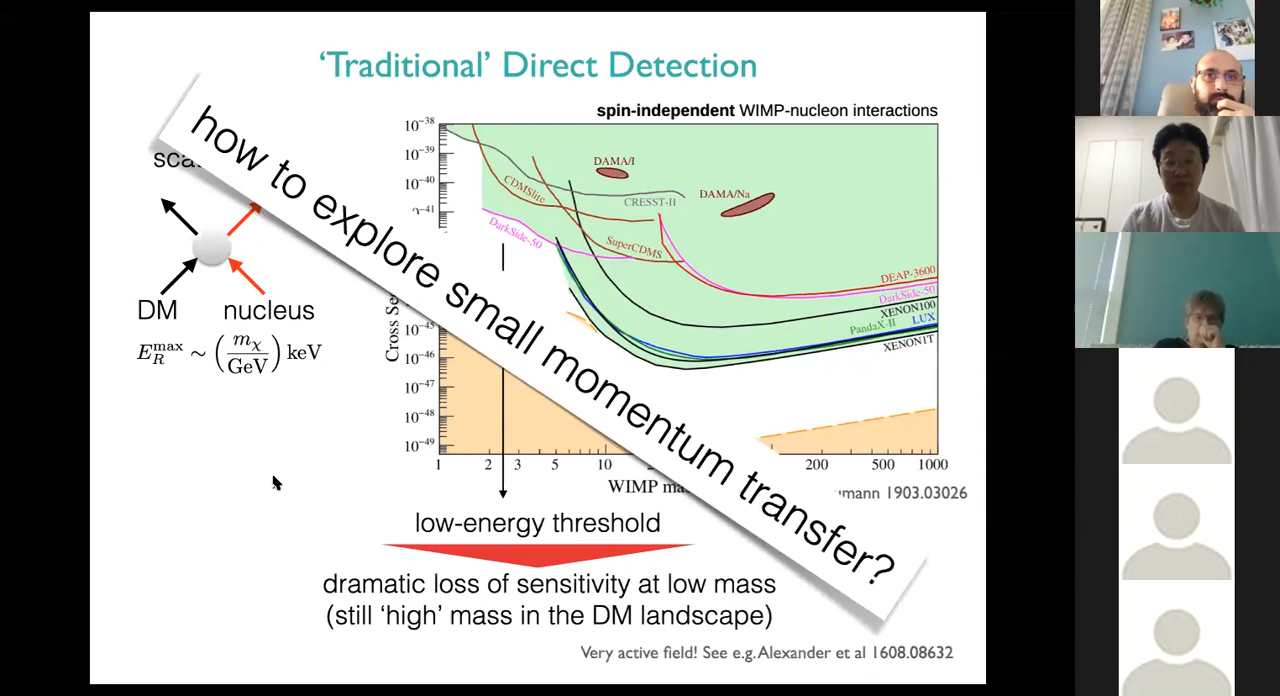 ‘Traditional’ Direct Detection
spin-independent WIMP-nucleon interactions
how to explore small momentum transfer?
DM
nucleus
E_R^max ∼ (m_χ / GeV) keV
10⁻³⁸
10⁻³⁹
10⁻⁴⁰
10⁻⁴⁵
10⁻⁴⁶
10⁻⁴⁷
10⁻⁴⁸
10⁻⁴⁹
DAMA/I
DAMA/Na
CDMSlite
CRESST-II
DarkSide-50
SuperCDMS
DEAP-3600
DarkSide-50
XENON100
LUX
PandaX-II
XENON1T
Cross
1 2 3 5 10 200 500 1000
WIMP
1903.03026
low-energy threshold
dramatic loss of sensitivity at low mass
(still ‘high’ mass in the DM landscape)
Very active field! See e.g. Alexander et al 1608.08632